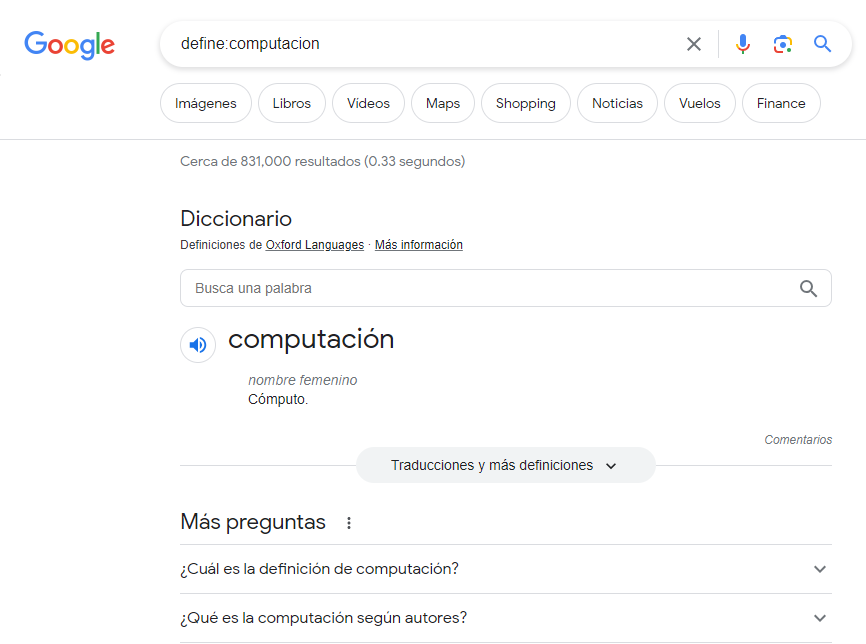 Google
define:computacion
Imágenes Libros Vídeos Maps Shopping Noticias Vuelos Finance
Cerca de 831,000 resultados (0.33 segundos)
Diccionario
Definiciones de Oxford Languages · Más información
Busca una palabra
computación
nombre femenino
Cómputo.
Comentarios
Traducciones y más definiciones
Más preguntas
¿Cuál es la definición de computación?
¿Qué es la computación según autores?